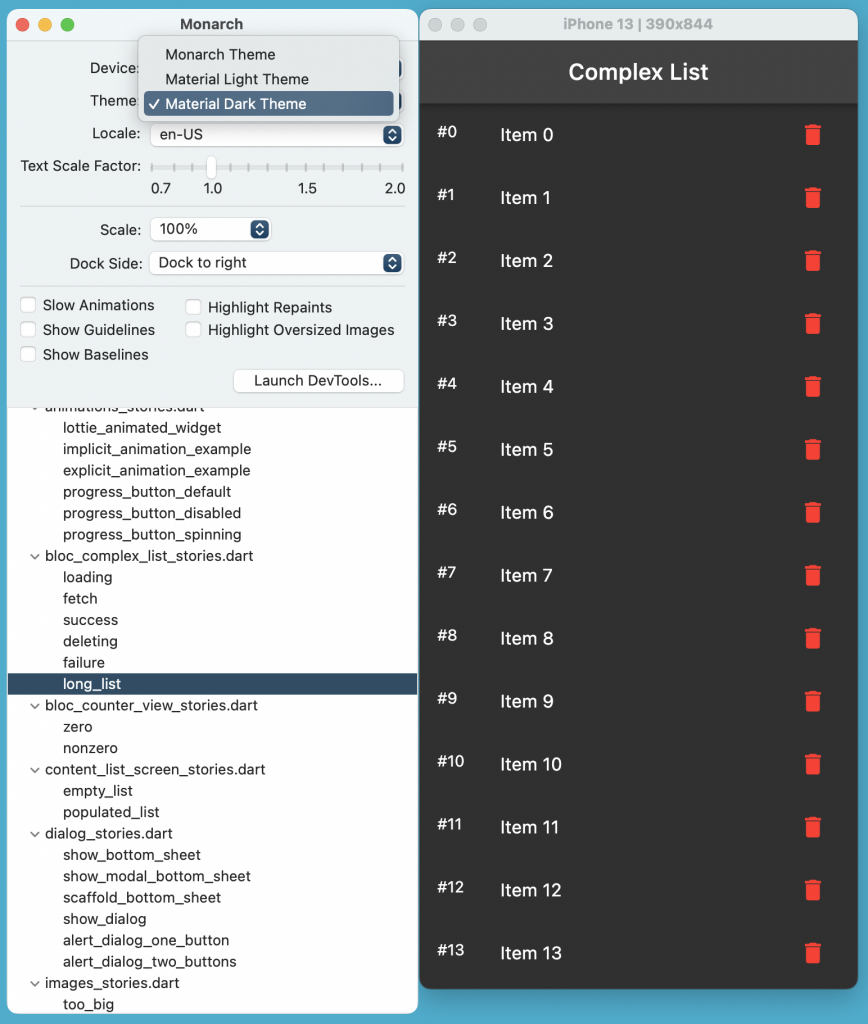 Monarch
Device:
Monarch Theme
Material Light Theme
Theme:
✓ Material Dark Theme
Locale:
en-US
Text Scale Factor:
0.7 1.0 1.5 2.0
Scale:
100%
Dock Side:
Dock to right
Slow Animations
Highlight Repaints
Show Guidelines
Highlight Oversized Images
Show Baselines
Launch DevTools...
animations_stories.dart
lottie_animated_widget
implicit_animation_example
explicit_animation_example
progress_button_default
progress_button_disabled
progress_button_spinning
bloc_complex_list_stories.dart
loading
fetch
success
deleting
failure
long_list
bloc_counter_view_stories.dart
zero
nonzero
content_list_screen_stories.dart
empty_list
populated_list
dialog_stories.dart
show_bottom_sheet
show_modal_bottom_sheet
scaffold_bottom_sheet
show_dialog
alert_dialog_one_button
alert_dialog_two_buttons
images_stories.dart
too_big
iPhone 13 | 390x844
Complex List
#0 Item 0
#1 Item 1
#2 Item 2
#3 Item 3
#4 Item 4
#5 Item 5
#6 Item 6
#7 Item 7
#8 Item 8
#9 Item 9
#10 Item 10
#11 Item 11
#12 Item 12
#13 Item 13